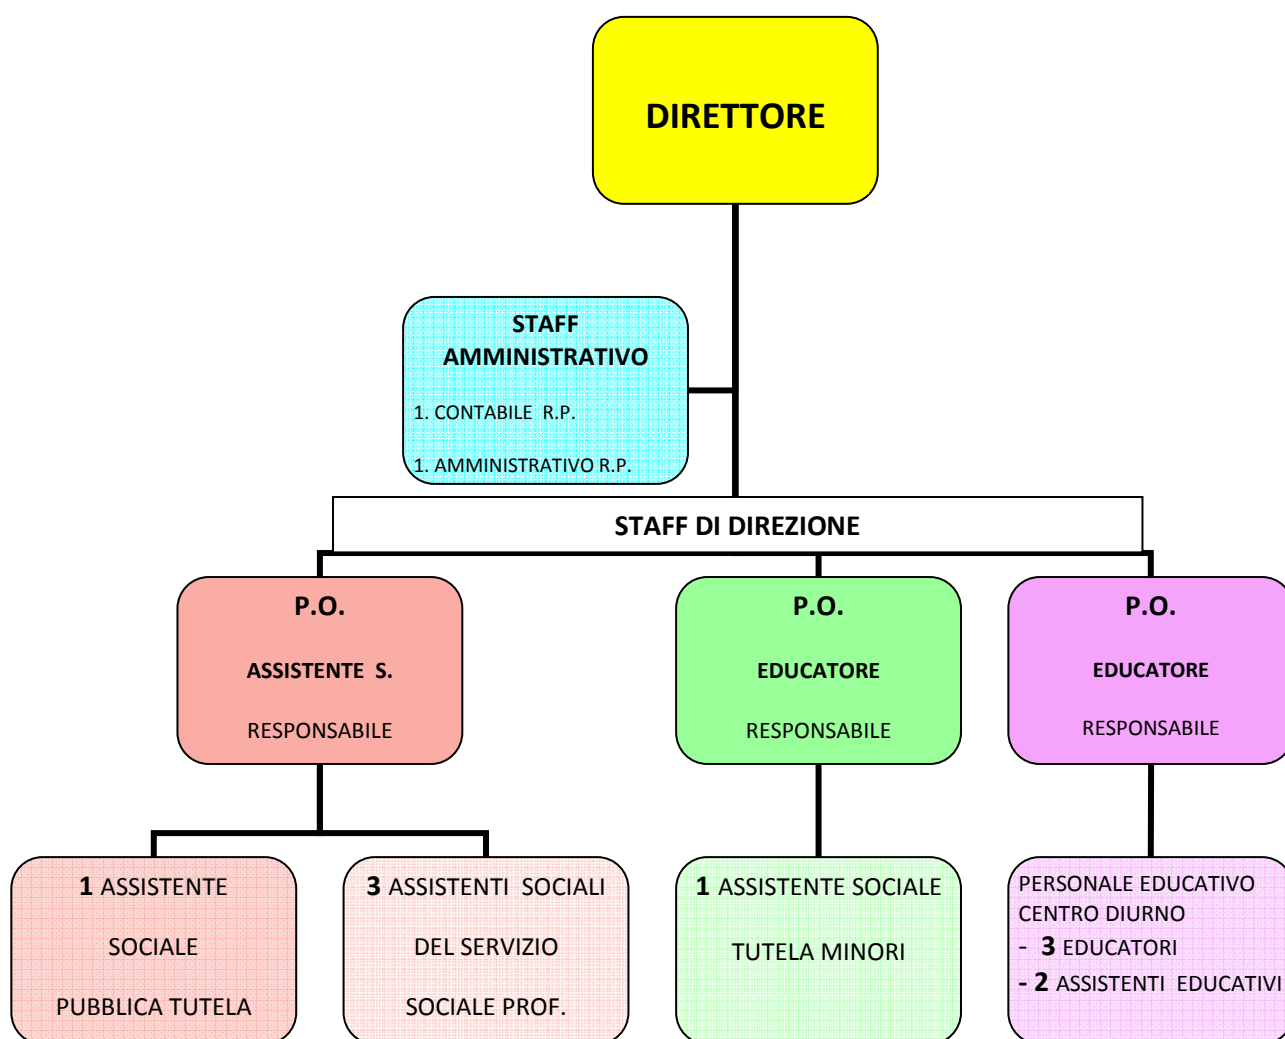 DIRETTORE
STAFF
AMMINISTRATIVO
1. CONTABILE R.P.
1. AMMINISTRATIVO R.P.
STAFF DI DIREZIONE
P.O.
ASSISTENTE S.
RESPONSABILE
P.O.
EDUCATORE
RESPONSABILE
P.O.
EDUCATORE
RESPONSABILE
1 ASSISTENTE
SOCIALE
PUBBLICA TUTELA
3 ASSISTENTI SOCIALI
DEL SERVIZIO
SOCIALE PROF.
1 ASSISTENTE SOCIALE
TUTELA MINORI
PERSONALE EDUCATIVO
CENTRO DIURNO
- 3 EDUCATORI
- 2 ASSISTENTI EDUCATIVI